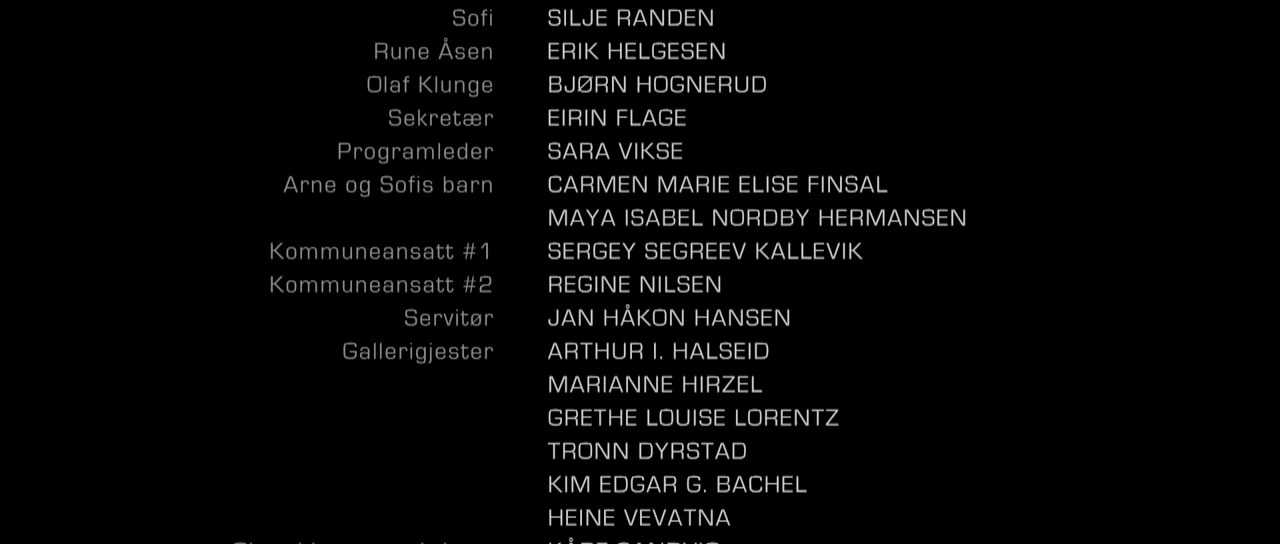 Sofi SILJE RANDEN
Rune Åsen ERIK HELGESEN
Olaf Klunge BJØRN HOGNERUD
Sekretær EIRIN FLAGE
Programleder SARA VIKSE
Arne og Sofis barn CARMEN MARIE ELISE FINSAL
MAYA ISABEL NORDBY HERMANSEN
Kommuneansatt #1 SERGEY SEGREEV KALLEVIK
Kommuneansatt #2 REGINE NILSEN
Servitør JAN HÅKON HANSEN
Gallerigjester ARTHUR I. HALSEID
MARIANNE HIRZEL
GRETHE LOUISE LORENTZ
TRONN DYRSTAD
KIM EDGAR G. BACHEL
HEINE VEVATNA